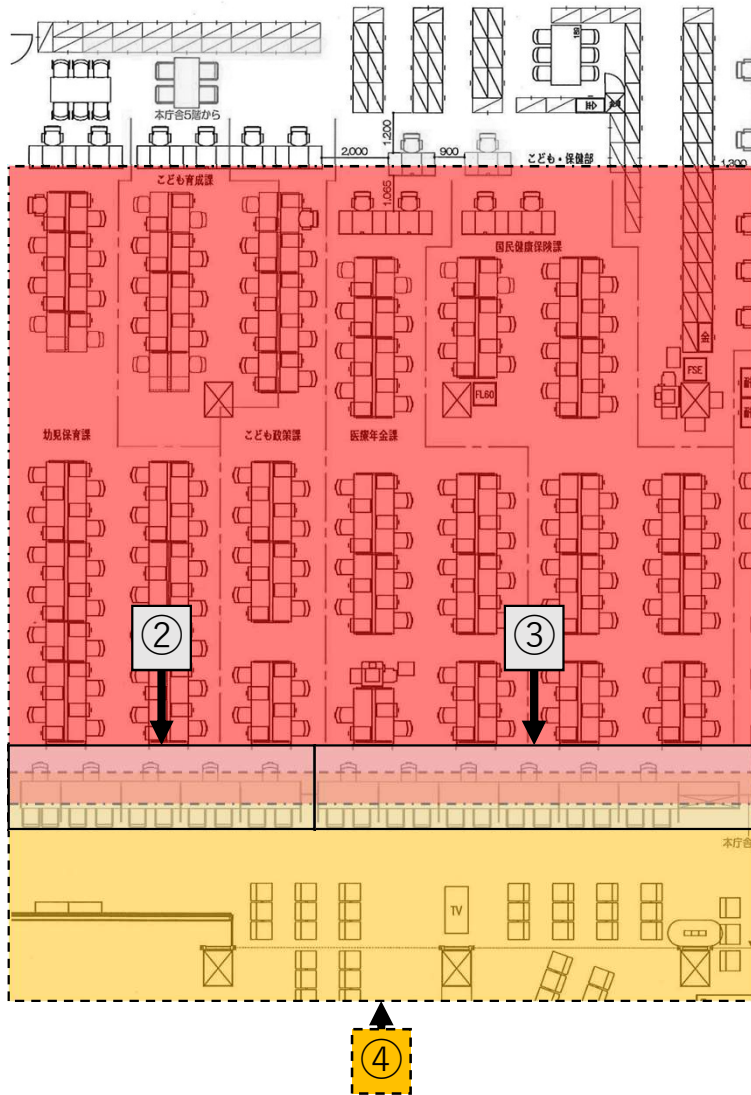 185
本庁舎5階から
1,200
2,000
900
こども・保健部
1,300
こども育成課
1,065
国民健康保険課
金
FSE
FL60
幼児保育課
こども政策課
医療年金課
②
③
本庁舎
TV
④